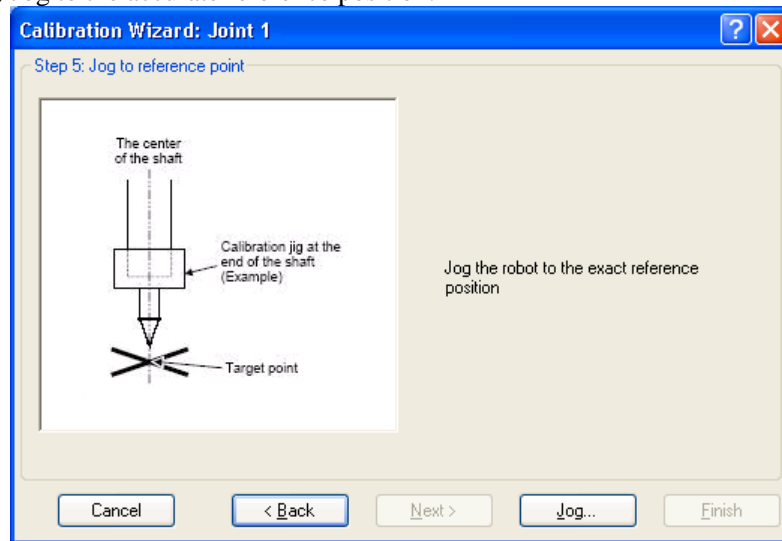 Calibration Wizard: Joint 1
Step 5: Jog to reference point
The center
of the shaft
Calibration jig at the
end of the shaft
(Example)
Jog the robot to the exact reference
position
Target point
Cancel
< Back
Next >
Jog...
Finish